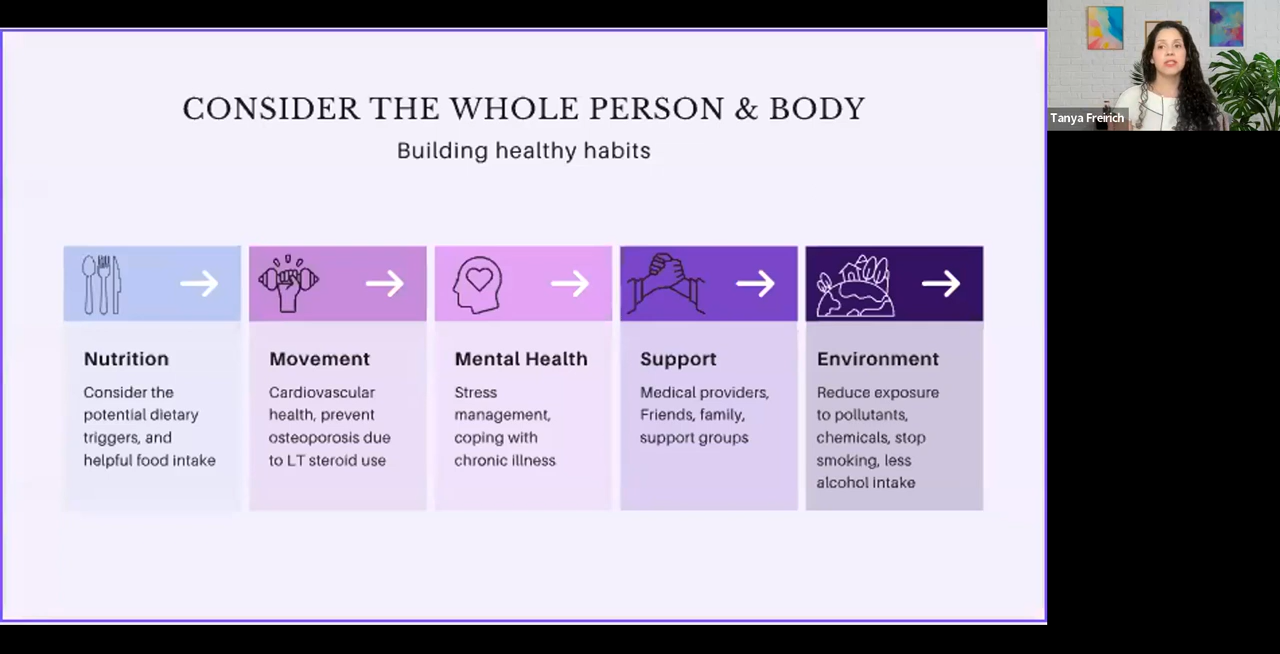 CONSIDER THE WHOLE PERSON & BODY
Building healthy habits
Nutrition
Consider the
potential dietary
triggers, and
helpful food intake
Movement
Cardiovascular
health, prevent
osteoporosis due
to LT steroid use
Mental Health
Stress
management,
coping with
chronic illness
Support
Medical providers,
Friends, family,
support groups
Environment
Reduce exposure
to pollutants,
chemicals, stop
smoking, less
alcohol intake
Tanya Freirich